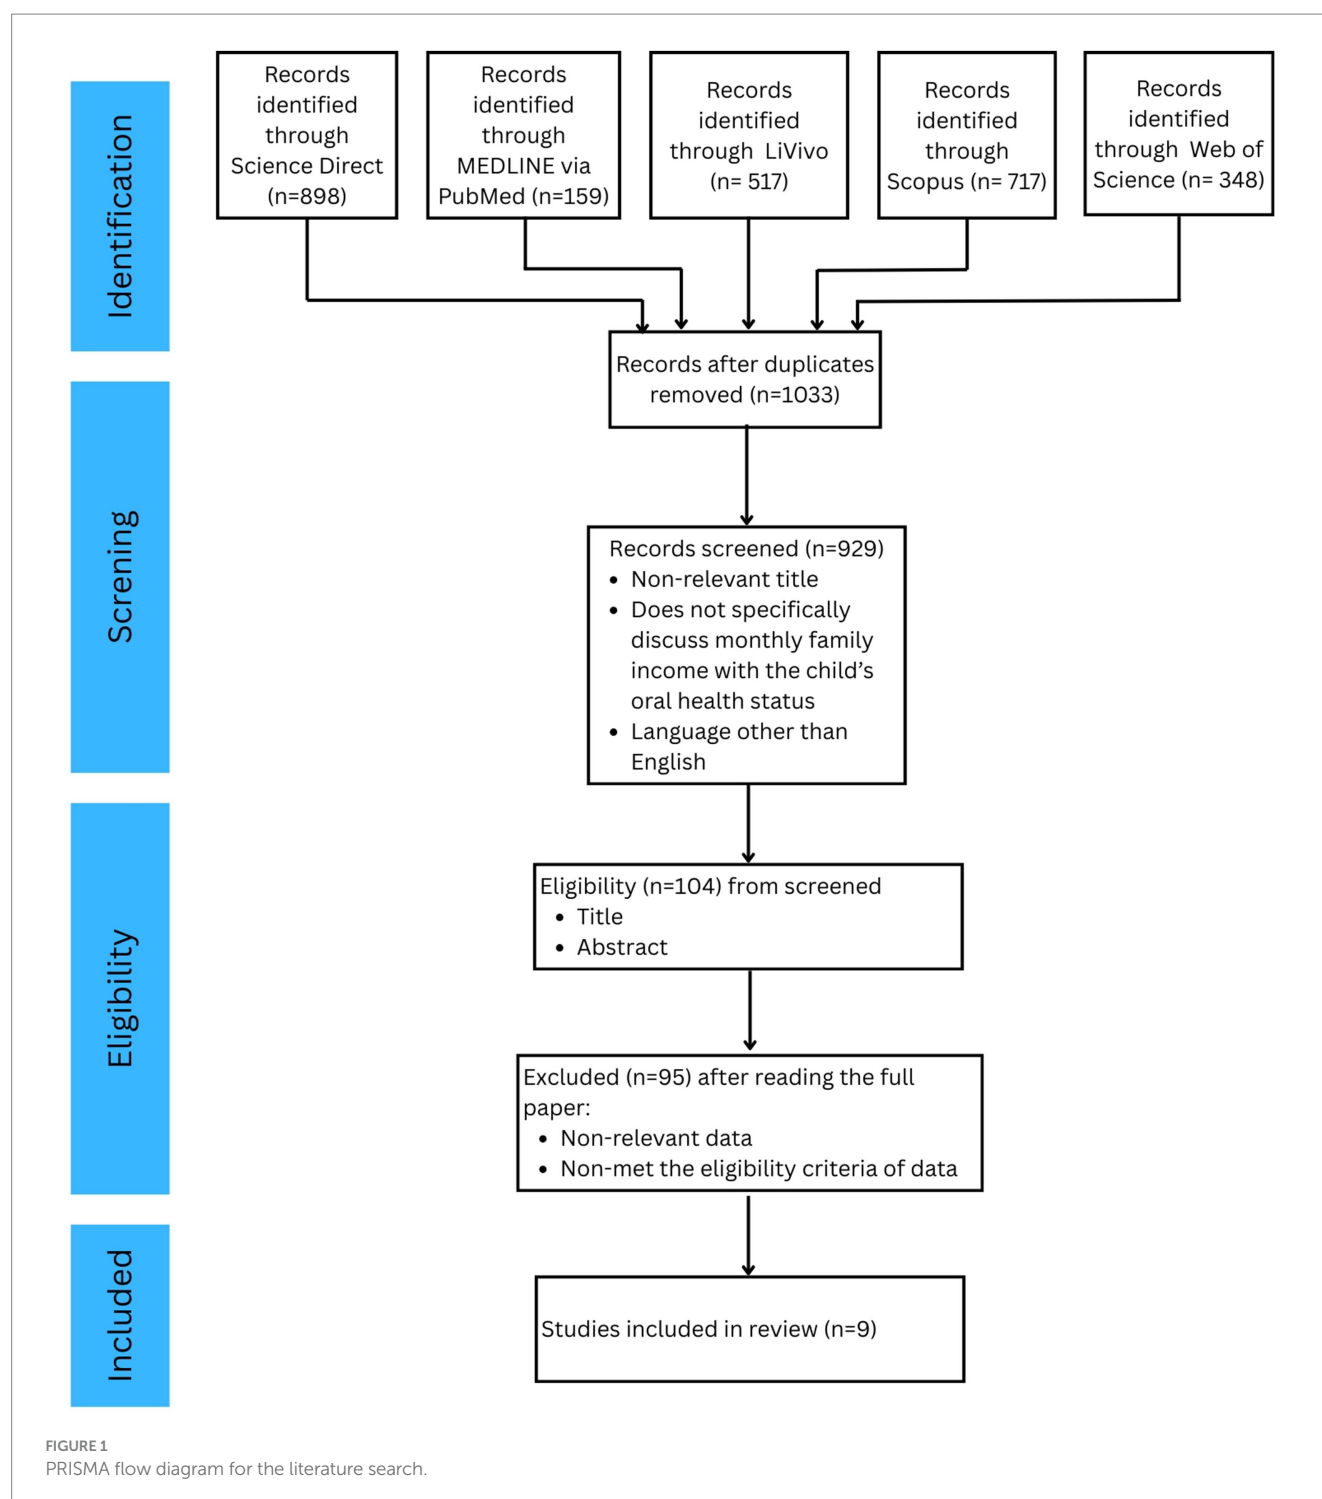 Identification
Records
identified
through
Science Direct
(n=898)
Records
identified
through
MEDLINE via
PubMed (n=159)
Records
identified
through LiVivo
(n= 517)
Records
identified
through
Scopus (n= 717)
Records
identified
through Web of
Science (n= 348)
Records after duplicates
removed (n=1033)
Screning
Records screened (n=929)
• Non-relevant title
• Does not specifically
discuss monthly family
income with the child’s
oral health status
• Language other than
English
Eligibility
Eligibility (n=104) from screened
• Title
• Abstract
Excluded (n=95) after reading the full
paper:
• Non-relevant data
• Non-met the eligibility criteria of data
Included
Studies included in review (n=9)
FIGURE 1
PRISMA flow diagram for the literature search.